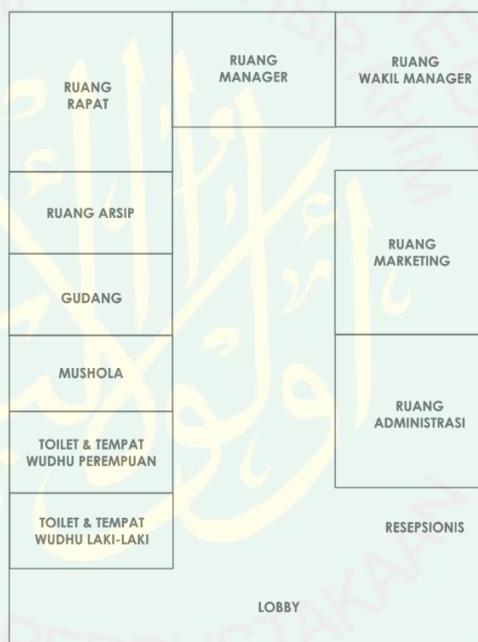 RUANG
RAPAT
RUANG
MANAGER
RUANG
WAKIL MANAGER
RUANG ARSIP
RUANG
MARKETING
GUDANG
MUSHOLA
RUANG
ADMINISTRASI
TOILET & TEMPAT
WUDHU PEREMPUAN
TOILET & TEMPAT
WUDHU LAKI-LAKI
RESEPSIONIS
LOBBY